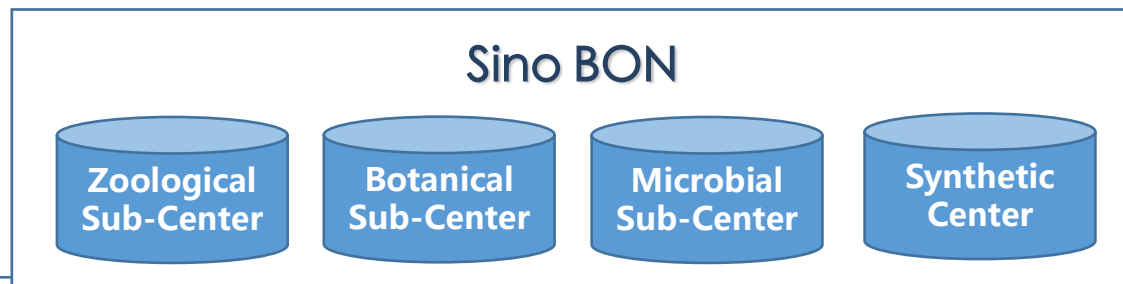 Sino BON
Zoological
Sub-Center
Botanical
Sub-Center
Microbial
Sub-Center
Synthetic
Center